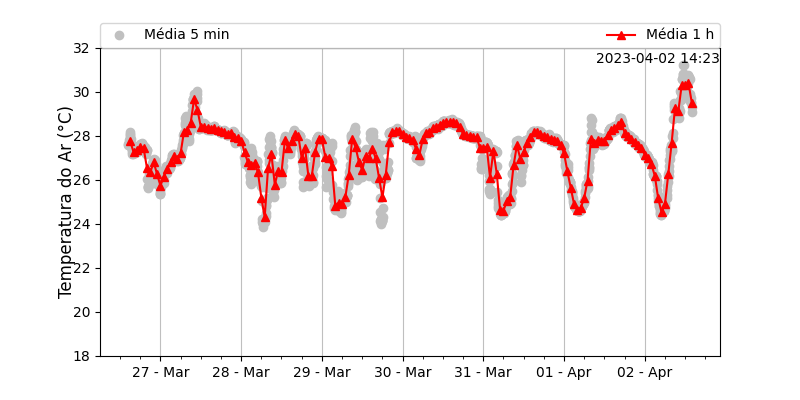 Média 5 min
Média 1 h
2023-04-02 14:23
Temperatura do Ar (°C)
32
30
28
26
24
22
20
18
27 - Mar
28 - Mar
29 - Mar
30 - Mar
31 - Mar
01 - Apr
02 - Apr